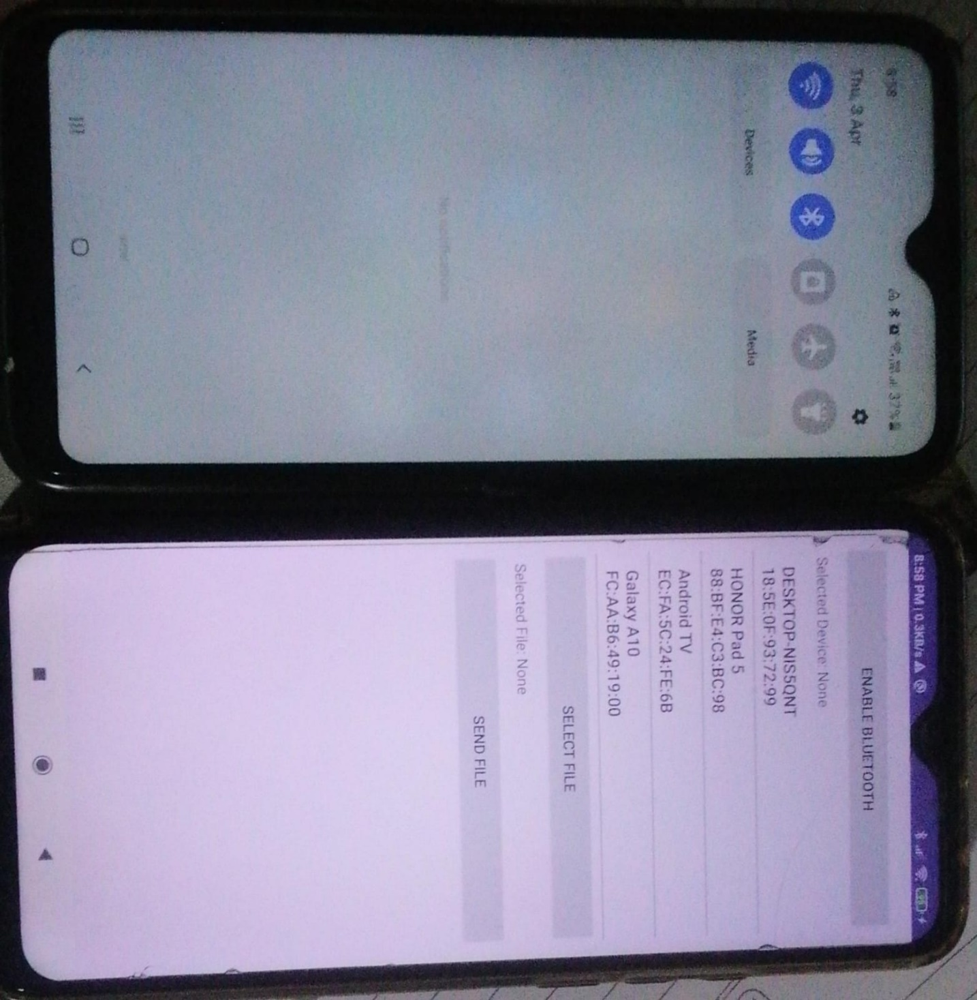 8:58
37%
Thu, 3 Apr
Devices
Media
No notifications
8:58 PM | 0.3KB/s
ENABLE BLUETOOTH
Selected Device: None
DESKTOP-NIS5QNT
18:5E:0F:93:72:99
HONOR Pad 5
88:BF:E4:C3:BC:98
Android TV
EC:FA:5C:24:FE:6B
Galaxy A10
FC:AA:B6:49:19:00
SELECT FILE
Selected File: None
SEND FILE